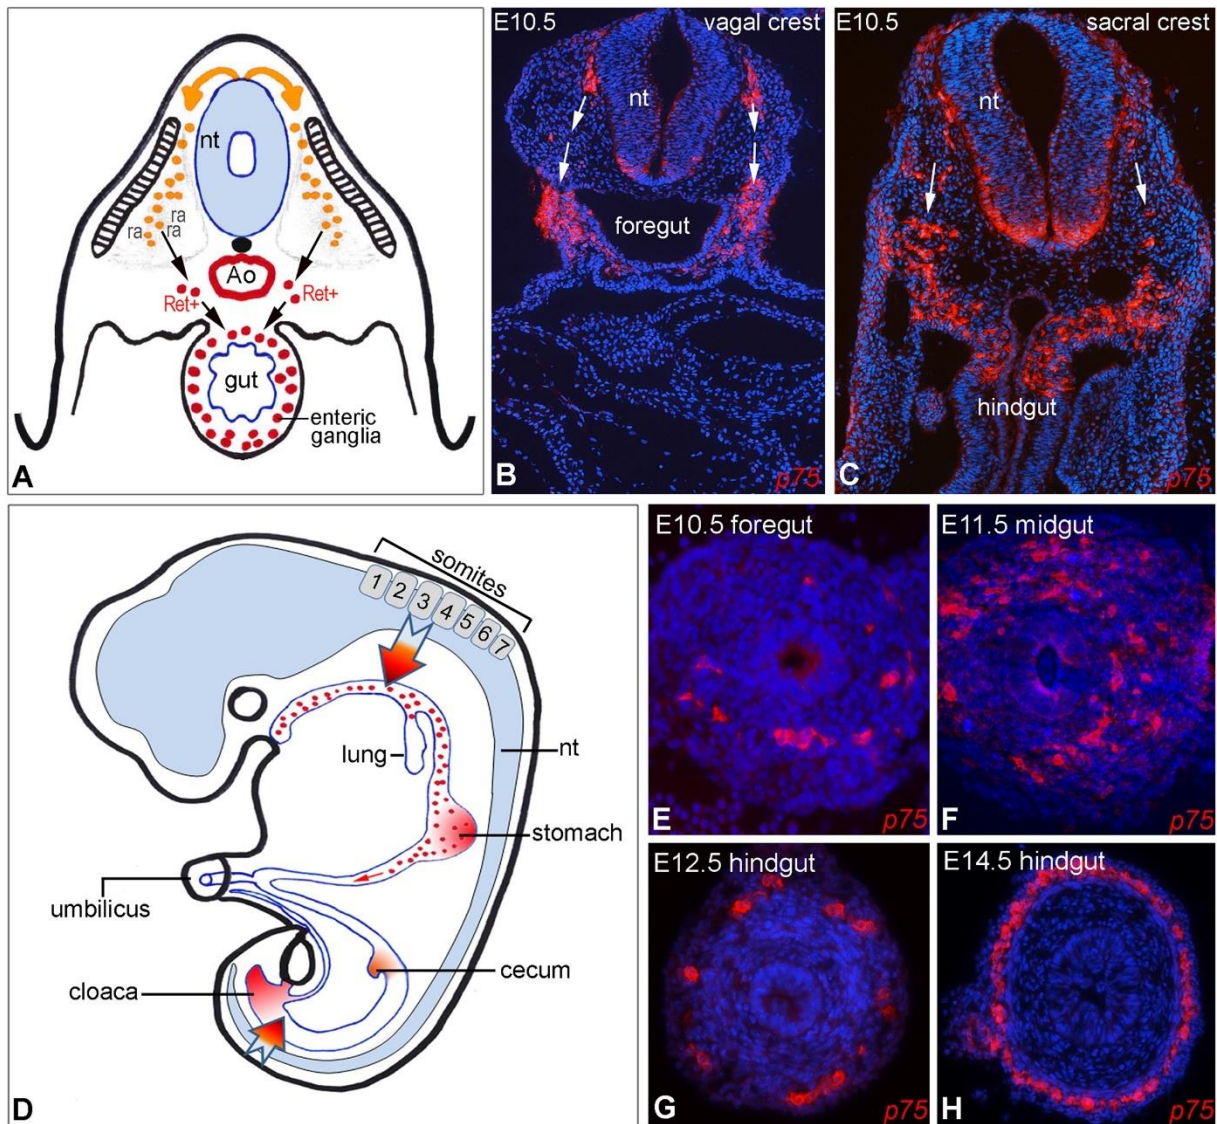 nt
ra
ra
ra
Ao
Ret+
Ret+
gut
enteric
ganglia
A
E10.5
vagal crest
nt
foregut
B
p75
E10.5
sacral crest
nt
hindgut
C
p75
somites
1
2
3
4
5
6
7
lung
nt
stomach
umbilicus
cecum
cloaca
D
E10.5 foregut
E
p75
E11.5 midgut
F
p75
E12.5 hindgut
G
p75
E14.5 hindgut
H
p75